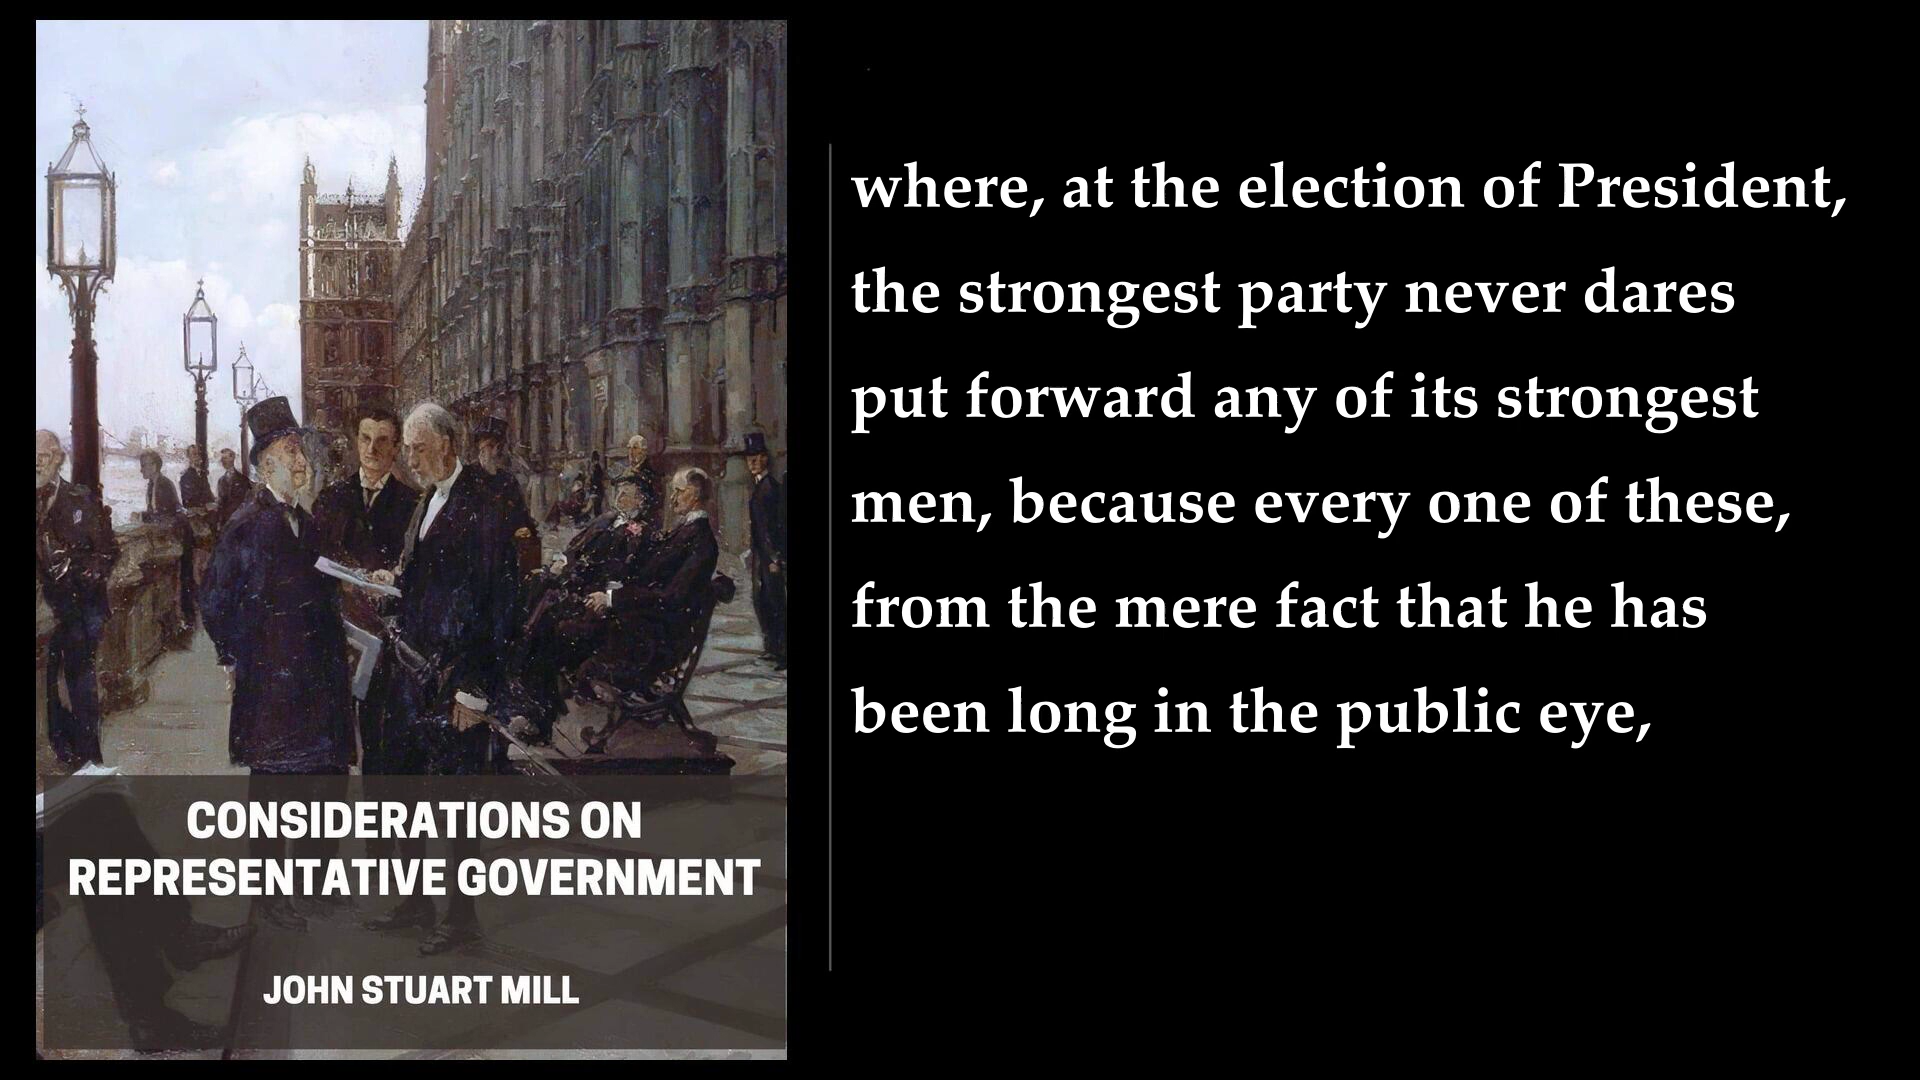 CONSIDERATIONS ON
REPRESENTATIVE GOVERNMENT
JOHN STUART MILL
where, at the election of President,
the strongest party never dares
put forward any of its strongest
men, because every one of these,
from the mere fact that he has
been long in the public eye,